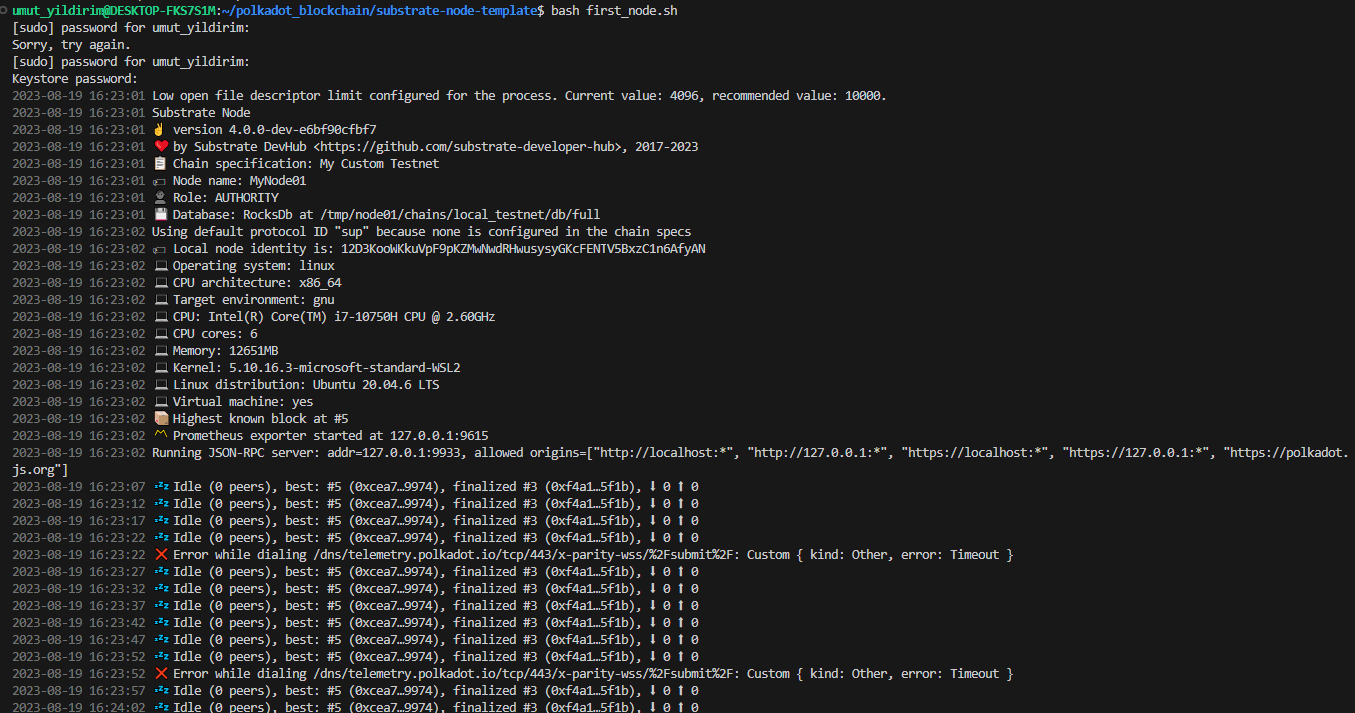 umut_yildirim@DESKTOP-FKS7S1M:~/polkadot_blockchain/substrate-node-template$ bash first_node.sh
[sudo] password for umut_yildirim:
Sorry, try again.
[sudo] password for umut_yildirim:
Keystore password:
2023-08-19 16:23:01 Low open file descriptor limit configured for the process. Current value: 4096, recommended value: 10000.
2023-08-19 16:23:01 Substrate Node
2023-08-19 16:23:01 ✌️ version 4.0.0-dev-e6bf90cfbf7
2023-08-19 16:23:01 ❤️ by Substrate DevHub <https://github.com/substrate-developer-hub>, 2017-2023
2023-08-19 16:23:01 📋 Chain specification: My Custom Testnet
2023-08-19 16:23:01 🏷 Node name: MyNode01
2023-08-19 16:23:01 👤 Role: AUTHORITY
2023-08-19 16:23:01 💾 Database: RocksDb at /tmp/node01/chains/local_testnet/db/full
2023-08-19 16:23:01 Using default protocol ID "sup" because none is configured in the chain specs
2023-08-19 16:23:01 🏷 Local node identity is: 12D3KooWKkuVpF9pKZMwNwdRHwusysyGKcFENTV5BxzC1n6AfyAN
2023-08-19 16:23:02 💻 Operating system: linux
2023-08-19 16:23:02 💻 CPU architecture: x86_64
2023-08-19 16:23:02 💻 Target environment: gnu
2023-08-19 16:23:02 💻 CPU: Intel(R) Core(TM) i7-10750H CPU @ 2.60GHz
2023-08-19 16:23:02 💻 CPU cores: 6
2023-08-19 16:23:02 💻 Memory: 12651MB
2023-08-19 16:23:02 💻 Kernel: 5.10.16.3-microsoft-standard-WSL2
2023-08-19 16:23:02 💻 Linux distribution: Ubuntu 20.04.6 LTS
2023-08-19 16:23:02 💻 Virtual machine: yes
2023-08-19 16:23:02 📦 Highest known block at #5
2023-08-19 16:23:02 〽️ Prometheus exporter started at 127.0.0.1:9615
2023-08-19 16:23:02 Running JSON-RPC server: addr=127.0.0.1:9933, allowed origins=["http://localhost:*", "http://127.0.0.1:*", "https://localhost:*", "https://127.0.0.1:*", "https://polkadot.
js.org"]
2023-08-19 16:23:07 💤 Idle (0 peers), best: #5 (0xcea7…9974), finalized #3 (0xf4a1…5f1b), ⬇ 0 ⬆ 0
2023-08-19 16:23:12 💤 Idle (0 peers), best: #5 (0xcea7…9974), finalized #3 (0xf4a1…5f1b), ⬇ 0 ⬆ 0
2023-08-19 16:23:17 💤 Idle (0 peers), best: #5 (0xcea7…9974), finalized #3 (0xf4a1…5f1b), ⬇ 0 ⬆ 0
2023-08-19 16:23:22 💤 Idle (0 peers), best: #5 (0xcea7…9974), finalized #3 (0xf4a1…5f1b), ⬇ 0 ⬆ 0
2023-08-19 16:23:22 ❌ Error while dialing /dns/telemetry.polkadot.io/tcp/443/x-parity-wss/%2Fsubmit%2F: Custom { kind: Other, error: Timeout }
2023-08-19 16:23:27 💤 Idle (0 peers), best: #5 (0xcea7…9974), finalized #3 (0xf4a1…5f1b), ⬇ 0 ⬆ 0
2023-08-19 16:23:32 💤 Idle (0 peers), best: #5 (0xcea7…9974), finalized #3 (0xf4a1…5f1b), ⬇ 0 ⬆ 0
2023-08-19 16:23:37 💤 Idle (0 peers), best: #5 (0xcea7…9974), finalized #3 (0xf4a1…5f1b), ⬇ 0 ⬆ 0
2023-08-19 16:23:42 💤 Idle (0 peers), best: #5 (0xcea7…9974), finalized #3 (0xf4a1…5f1b), ⬇ 0 ⬆ 0
2023-08-19 16:23:47 💤 Idle (0 peers), best: #5 (0xcea7…9974), finalized #3 (0xf4a1…5f1b), ⬇ 0 ⬆ 0
2023-08-19 16:23:52 💤 Idle (0 peers), best: #5 (0xcea7…9974), finalized #3 (0xf4a1…5f1b), ⬇ 0 ⬆ 0
2023-08-19 16:23:52 ❌ Error while dialing /dns/telemetry.polkadot.io/tcp/443/x-parity-wss/%2Fsubmit%2F: Custom { kind: Other, error: Timeout }
2023-08-19 16:23:57 💤 Idle (0 peers), best: #5 (0xcea7…9974), finalized #3 (0xf4a1…5f1b), ⬇ 0 ⬆ 0
2023-08-19 16:24:02 💤 Idle (0 peers), best: #5 (0xcea7…9974), finalized #3 (0xf4a1…5f1b), ⬇ 0 ⬆ 0